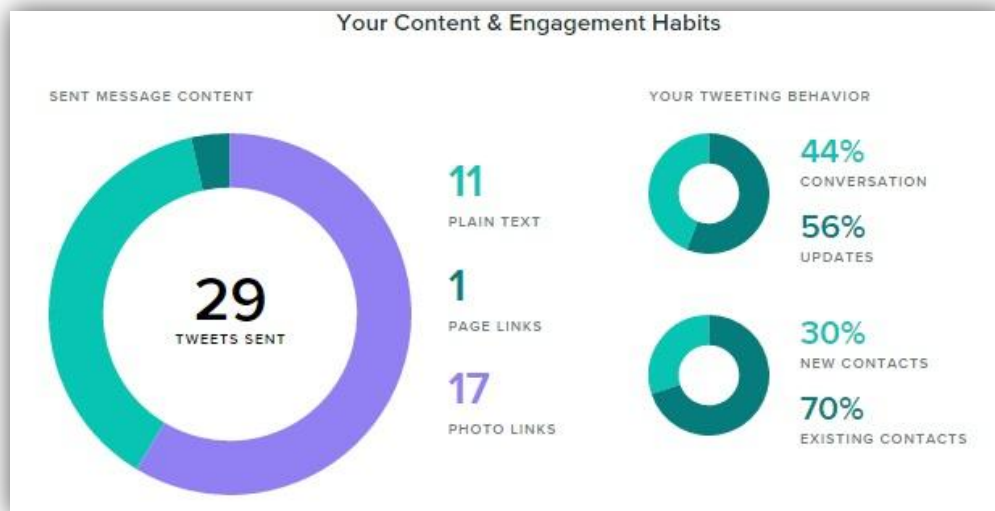 Your Content & Engagement Habits
SENT MESSAGE CONTENT
29
TWEETS SENT
11
PLAIN TEXT
1
PAGE LINKS
17
PHOTO LINKS
YOUR TWEETING BEHAVIOR
44%
CONVERSATION
56%
UPDATES
30%
NEW CONTACTS
70%
EXISTING CONTACTS